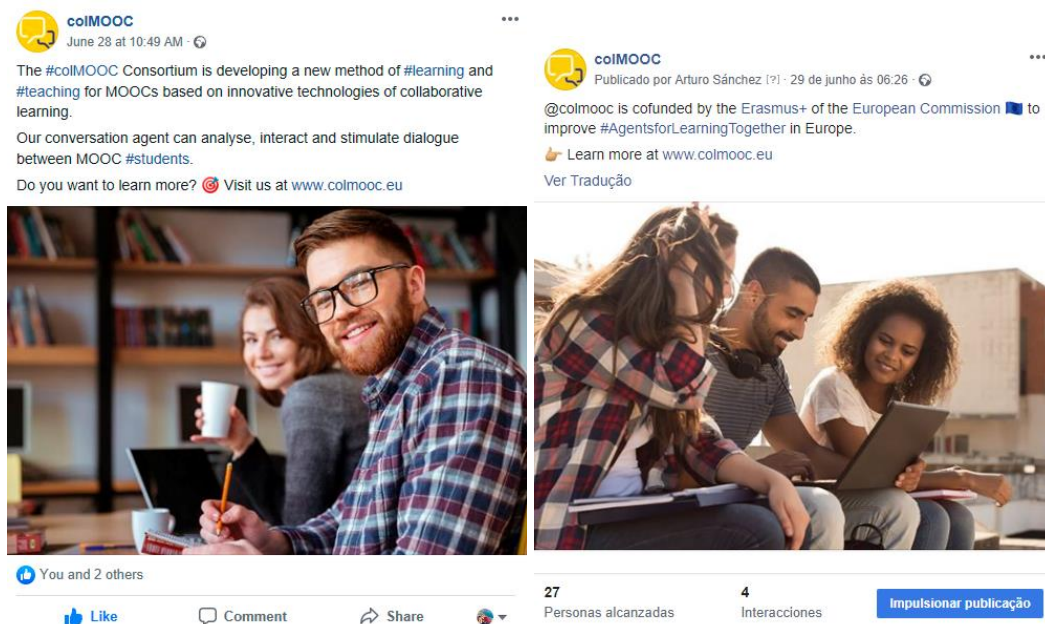 colMOOC
June 28 at 10:49 AM ·
The #colMOOC Consortium is developing a new method of #learning and
#teaching for MOOCs based on innovative technologies of collaborative
learning.
Our conversation agent can analyse, interact and stimulate dialogue
between MOOC #students.
Do you want to learn more? 🎯 Visit us at www.colmooc.eu
You and 2 others
Like Comment Share
colMOOC
Publicado por Arturo Sánchez [?] · 29 de junho às 06:26 ·
@colmooc is cofunded by the Erasmus+ of the European Commission 🇪🇺 to
improve #AgentsforLearningTogether in Europe.
👉🏼 Learn more at www.colmooc.eu
Ver Tradução
27
Personas alcanzadas
4
Interacciones
Impulsionar publicação